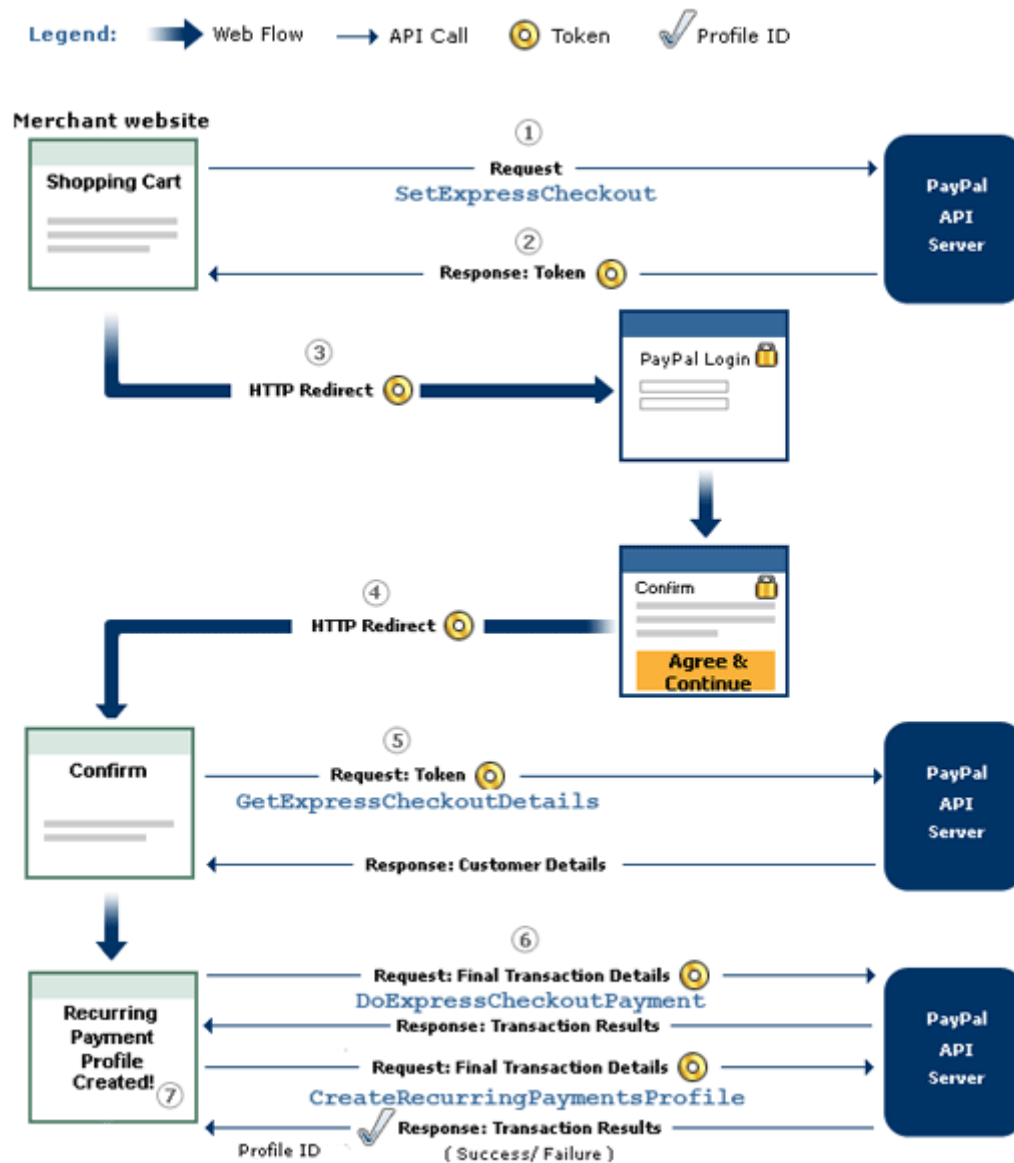 Legend: Web Flow API Call Token Profile ID
Merchant website
Shopping Cart
1
Request
SetExpressCheckout
PayPal
API
Server
2
Response: Token
3
HTTP Redirect
PayPal Login
4
HTTP Redirect
Confirm
Agree &
Continue
Confirm
5
Request: Token
GetExpressCheckoutDetails
Response: Customer Details
PayPal
API
Server
6
Request: Final Transaction Details
DoExpressCheckoutPayment
Response: Transaction Results
Request: Final Transaction Details
CreateRecurringPaymentsProfile
Response: Transaction Results
Profile ID
( Success/ Failure )
Recurring
Payment
Profile
Created!
7
PayPal
API
Server